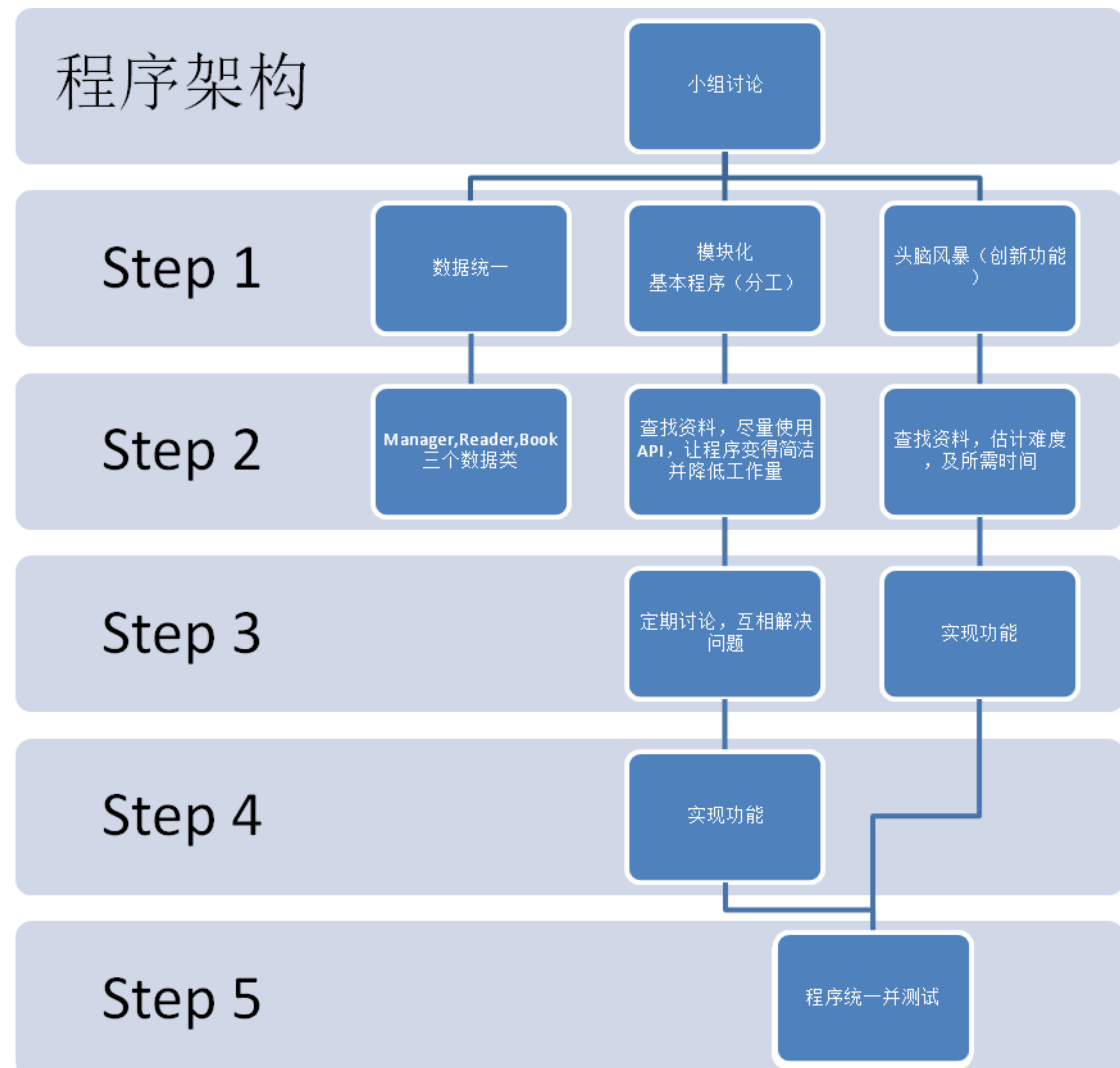 程序架构
小组讨论
Step 1
数据统一
模块化
基本程序（分工）
头脑风暴（创新功能
）
Step 2
Manager,Reader,Book
三个数据类
查找资料，尽量使用
API，让程序变得简洁
并降低工作量
查找资料，估计难度
，及所需时间
Step 3
定期讨论，互相解决
问题
实现功能
Step 4
实现功能
Step 5
程序统一并测试